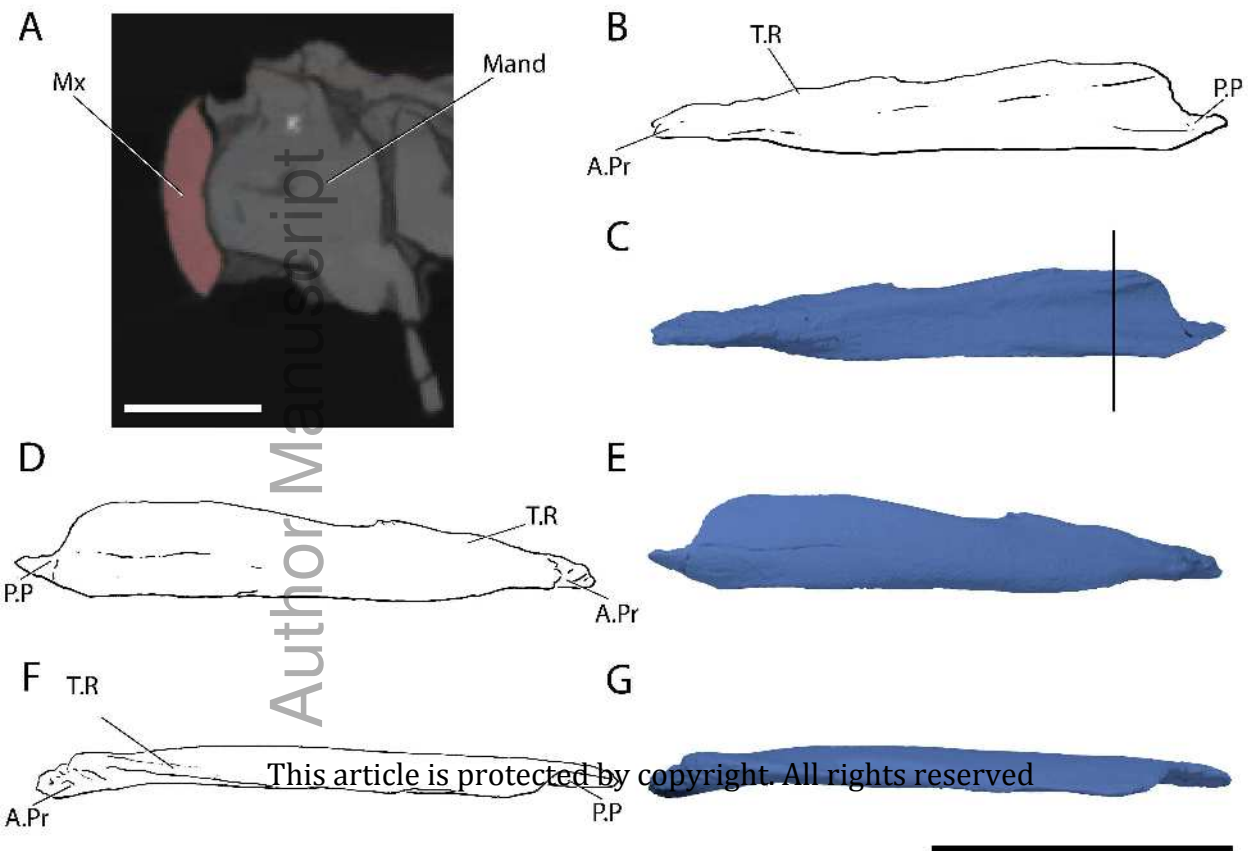 A
Mx
Mand
B
T.R
P.P
A.Pr
C
D
T.R
P.P
A.Pr
E
F
T.R
A.Pr
P.P
G
Author Manuscript
This article is protected by copyright. All rights reserved